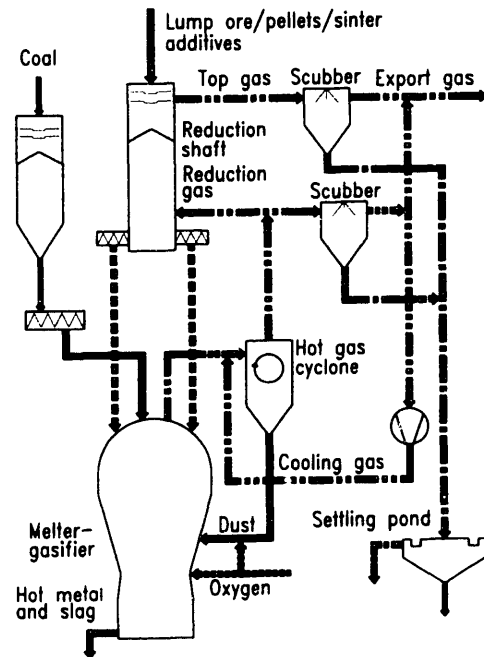 Lump ore/pellets/sinter
additives
Coal
Top gas
Scubber
Export gas
Reduction
shaft
Reduction
gas
Scubber
Hot gas
cyclone
Cooling gas
Settling pond
Dust
Melter-
gasifier
Oxygen
Hot metal
and slag